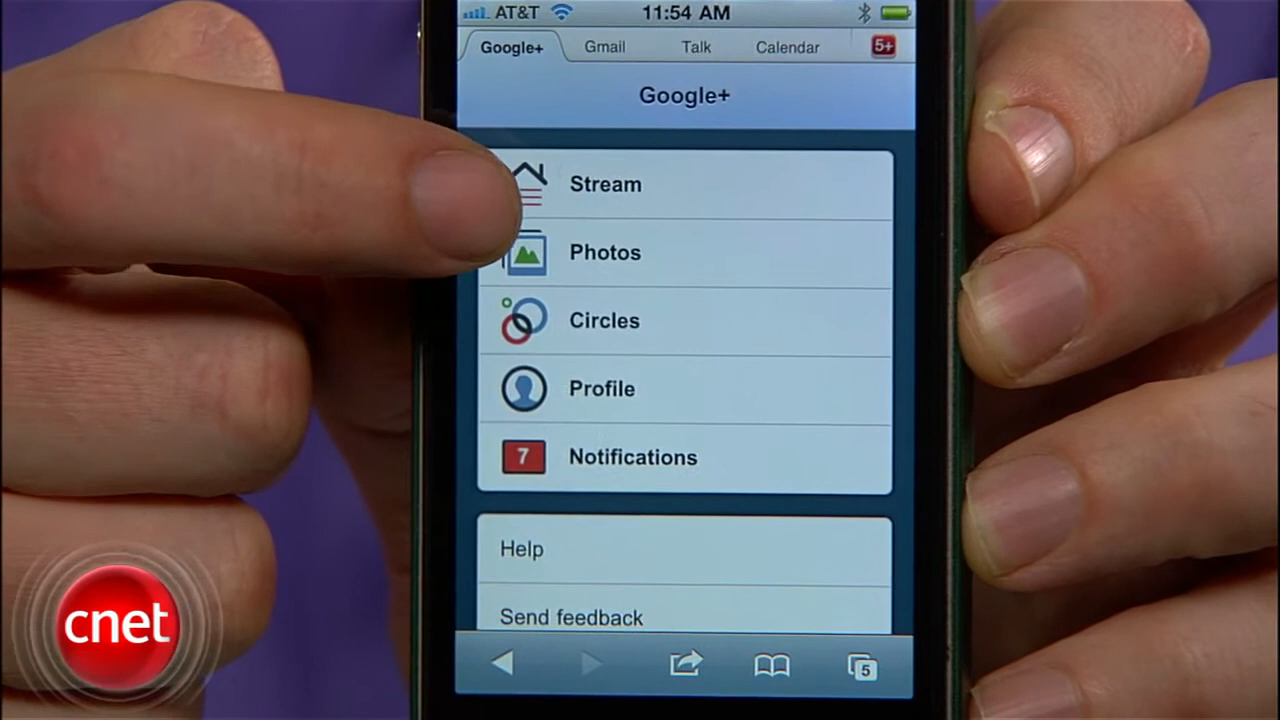 AT&T 11:54 AM
Google+ Gmail Talk Calendar 5+
Google+
Stream
Photos
Circles
Profile
7 Notifications
Help
Send feedback
5
cnet